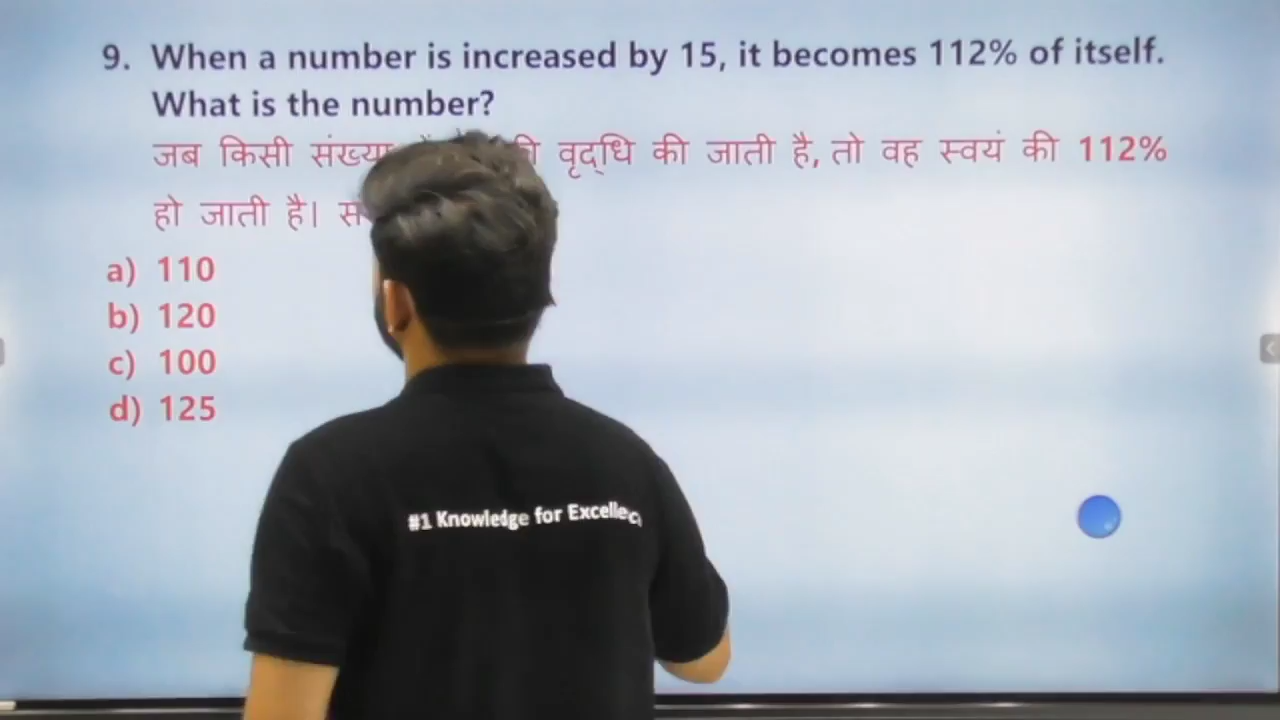 9. When a number is increased by 15, it becomes 112% of itself.
What is the number?
जब किसी संख्या की वृद्धि की जाती है, तो वह स्वयं की 112%
हो जाती है।
a) 110
b) 120
c) 100
d) 125
#1 Knowledge for